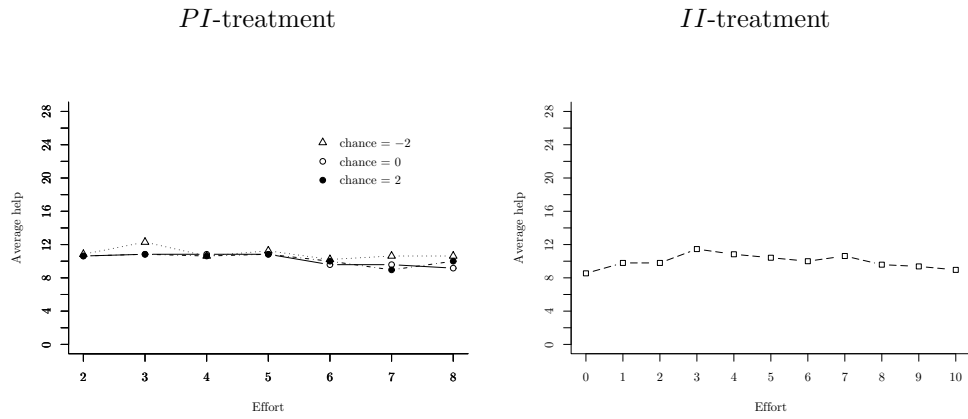 PI-treatment
Average help
28
24
20
16
12
8
4
0
chance = −2
chance = 0
chance = 2
2 3 4 5 6 7 8
Effort
II-treatment
Average help
28
24
20
16
12
8
4
0
0 1 2 3 4 5 6 7 8 9 10
Effort